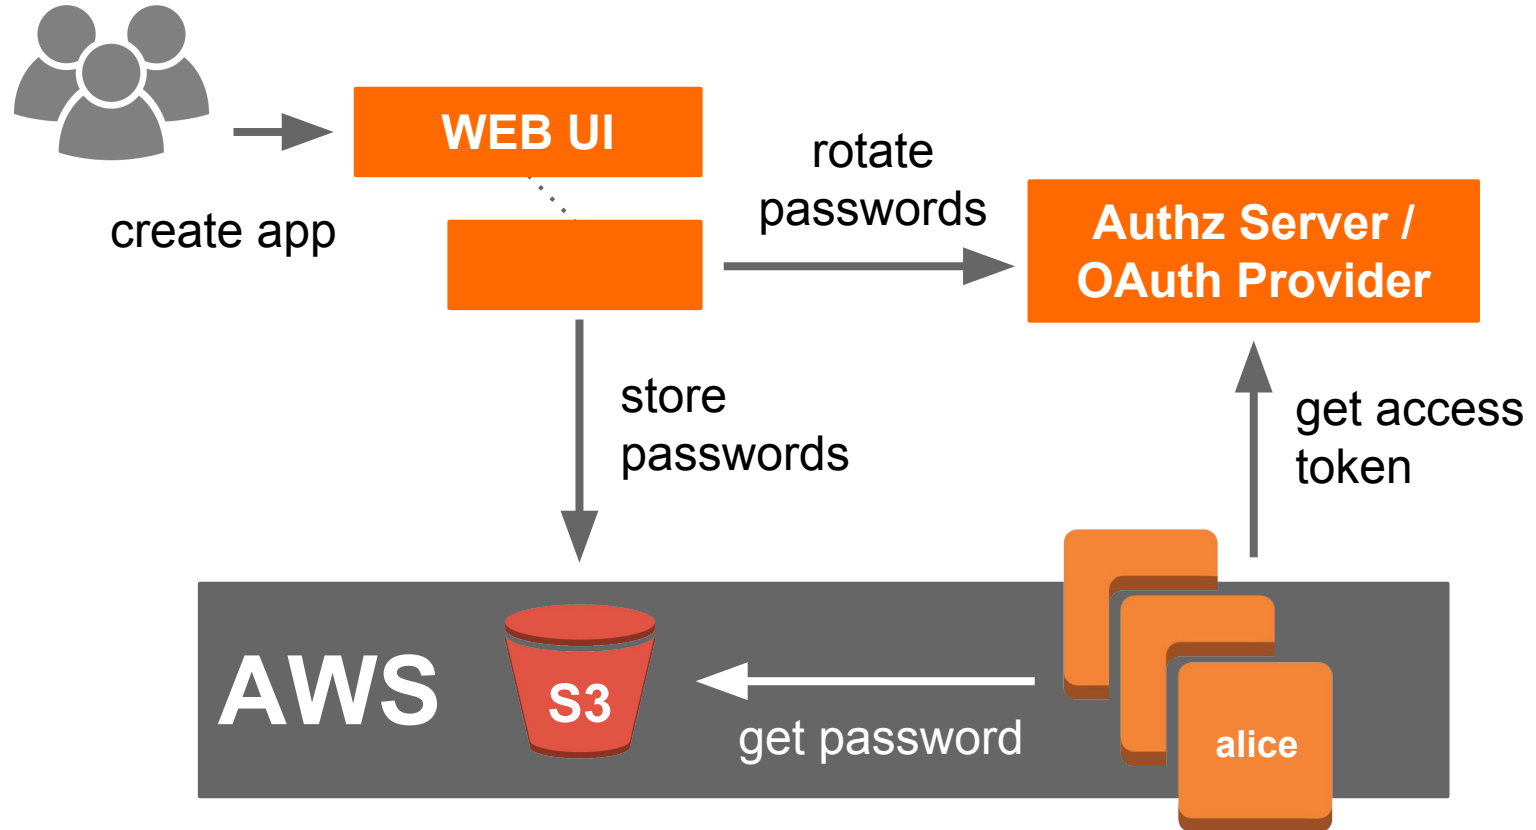 WEB UI
create app
rotate
passwords
Authz Server /
OAuth Provider
store
passwords
get access
token
AWS
S3
get password
alice